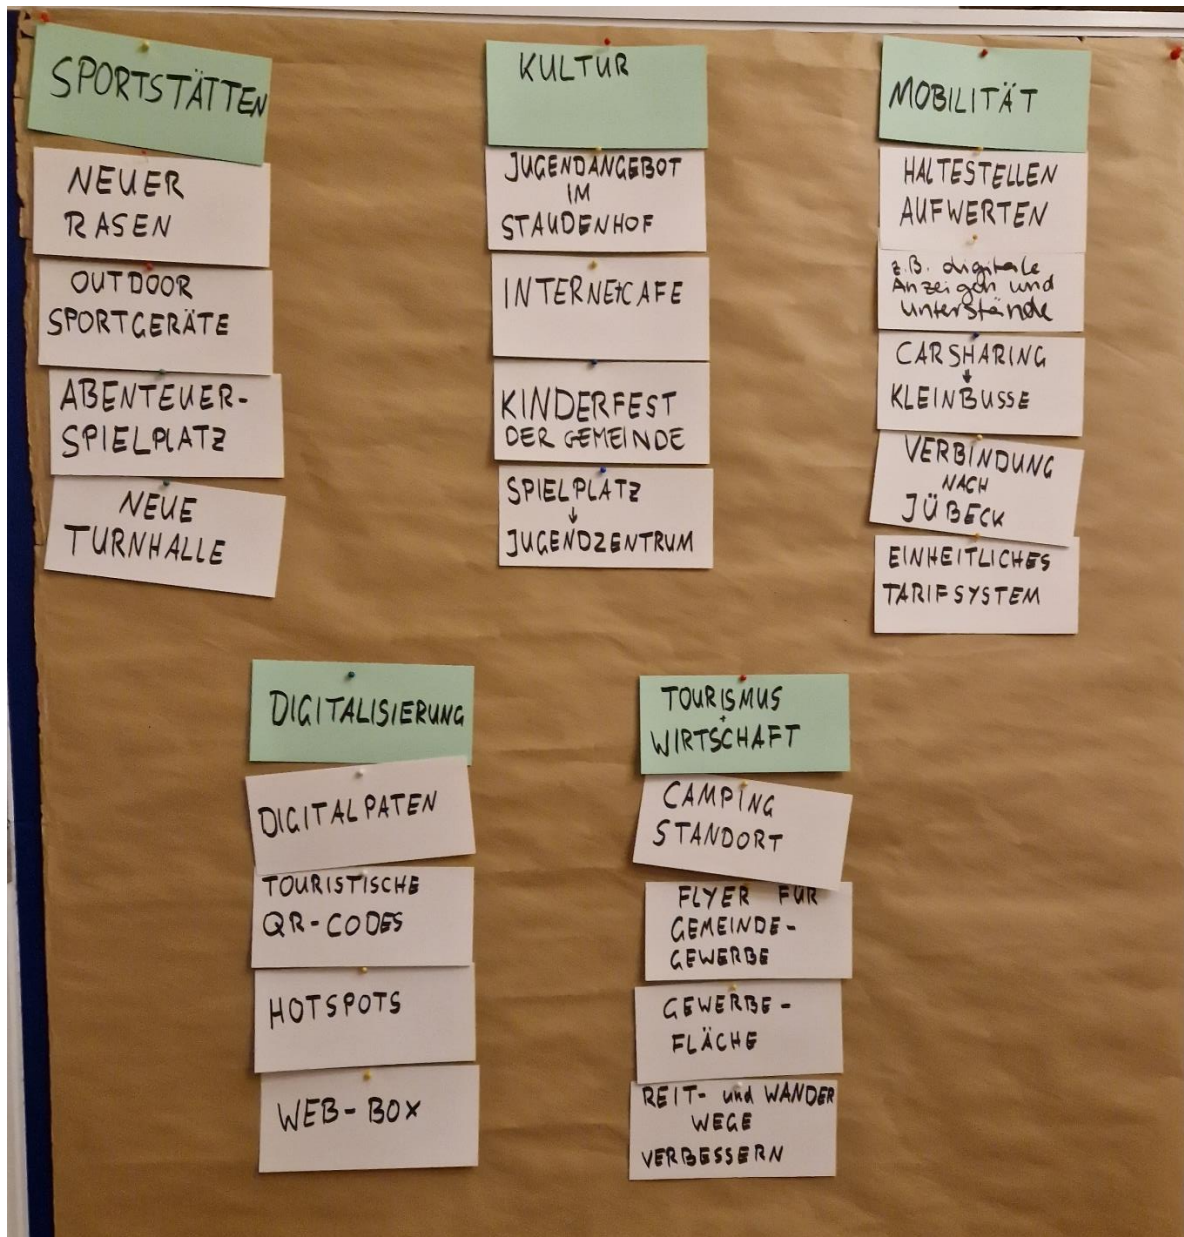 SPORTSTÄTTEN
NEUER
RASEN
OUTDOOR
SPORTGERÄTE
ABENTEUER-
SPIELPLATZ
NEUE
TURNHALLE
KULTUR
JUGENDANGEBOT
IM
STAUDENHOF
INTERNETCAFE
KINDERFEST
DER GEMEINDE
SPIELPLATZ
↓
JUGENDZENTRUM
MOBILITÄT
HALTESTELLEN
AUFWERTEN
z.B. digitale
Anzeigen und
Unterstände
CARSHARING
↓
KLEINBUSSE
VERBINDUNG
NACH
JÜBECK
EINHEITLICHES
TARIFSYSTEM
DIGITALISIERUNG
DIGITALPATEN
TOURISTISCHE
QR-CODES
HOTSPOTS
WEB-BOX
TOURISMUS
+
WIRTSCHAFT
CAMPING
STANDORT
FLYER FÜR
GEMEINDE-
GEWERBE
GEWERBE-
FLÄCHE
REIT- und WANDER
WEGE
VERBESSERN